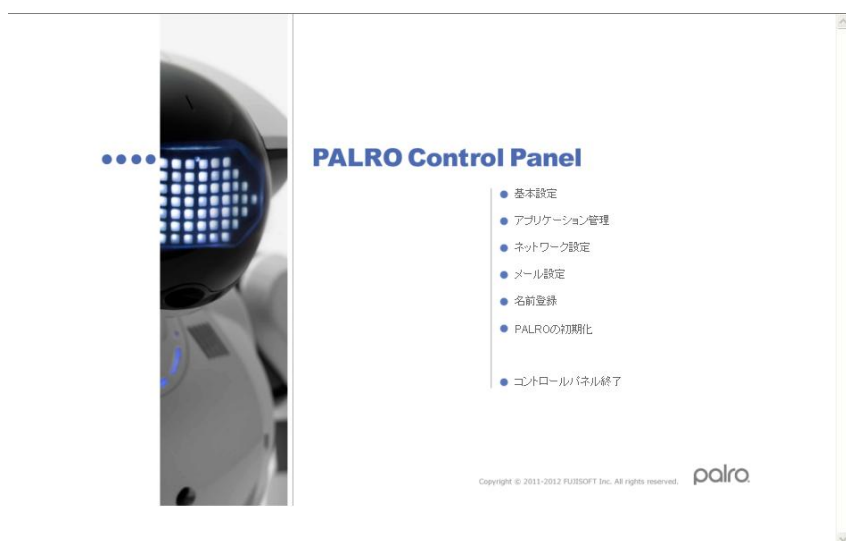 PALRO Control Panel
基本設定
アプリケーション管理
ネットワーク設定
メール設定
名前登録
PALROの初期化
コントロールパネル終了
Copyright © 2011-2012 FUJISOFT Inc. All rights reserved.
palro.